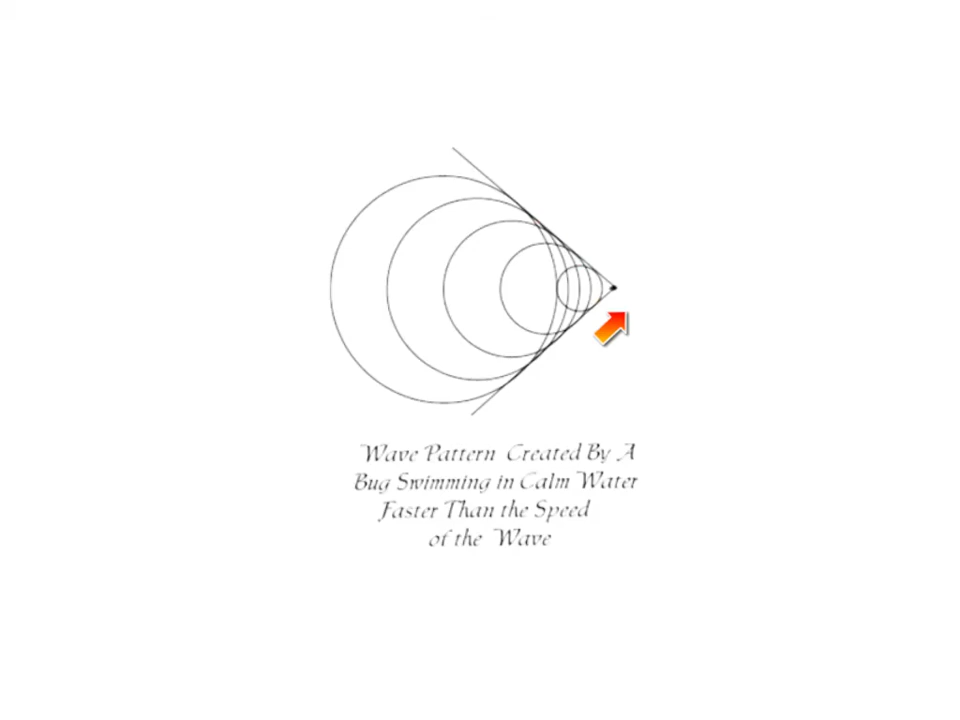 Wave Pattern Created By A
Bug Swimming in Calm Water
Faster Than the Speed
of the Wave